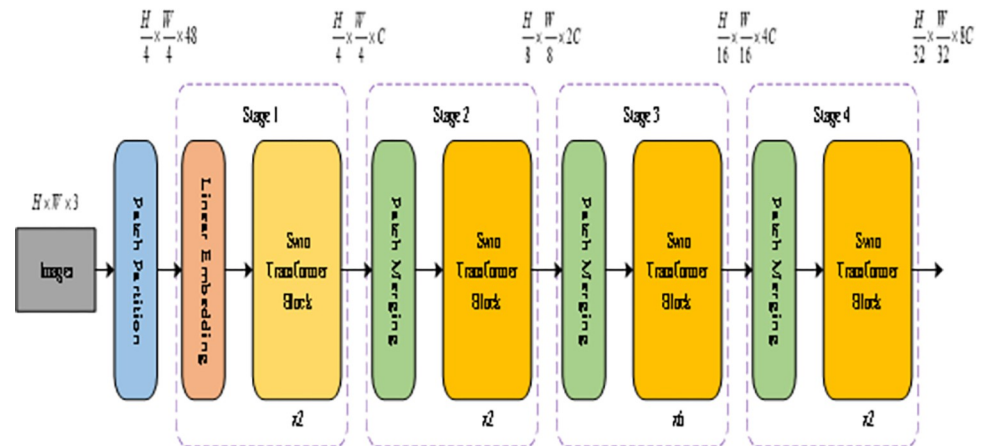 H/4 × W/4 × 48
H/4 × W/4 × C
H/8 × W/8 × 2C
H/16 × W/16 × 4C
H/32 × W/32 × 8C
Stage 1
Stage 2
Stage 3
Stage 4
H × W × 3
Images
Patch Partition
Linear Embedding
Swin
Transformer
Block
Patch Merging
Swin
Transformer
Block
Patch Merging
Swin
Transformer
Block
Patch Merging
Swin
Transformer
Block
x2
x2
x6
x2